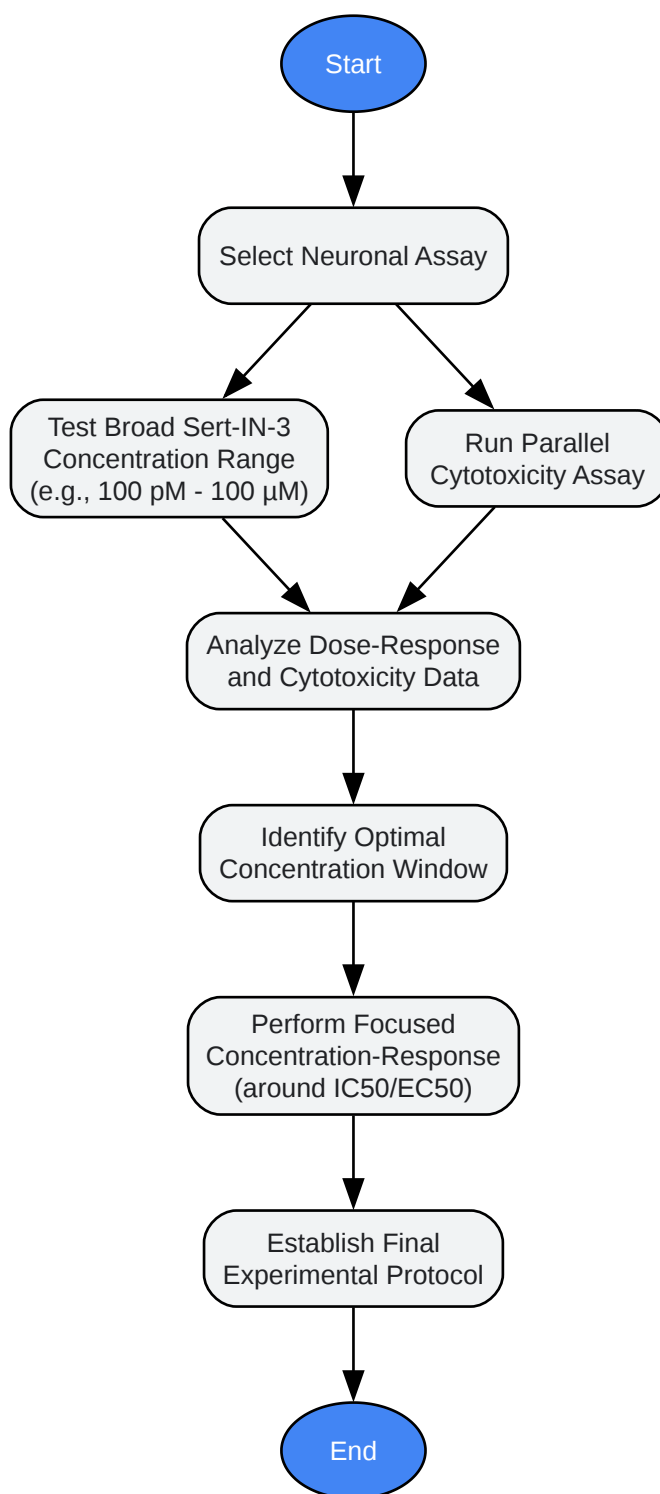 Start
Select Neuronal Assay
Test Broad Sert-IN-3
Concentration Range
(e.g., 100 pM - 100 µM)
Run Parallel
Cytotoxicity Assay
Analyze Dose-Response
and Cytotoxicity Data
Identify Optimal
Concentration Window
Perform Focused
Concentration-Response
(around IC50/EC50)
Establish Final
Experimental Protocol
End